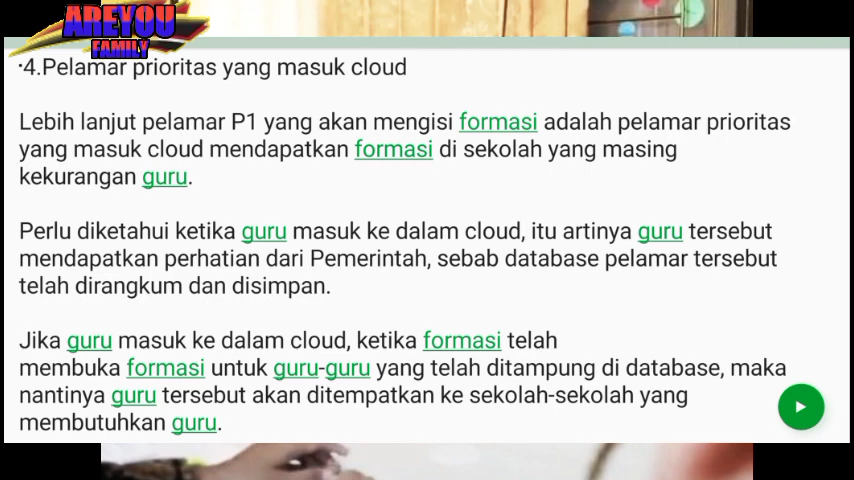 AREYOU
FAMILY
·4.Pelamar prioritas yang masuk cloud
Lebih lanjut pelamar P1 yang akan mengisi formasi adalah pelamar prioritas
yang masuk cloud mendapatkan formasi di sekolah yang masing
kekurangan guru.
Perlu diketahui ketika guru masuk ke dalam cloud, itu artinya guru tersebut
mendapatkan perhatian dari Pemerintah, sebab database pelamar tersebut
telah dirangkum dan disimpan.
Jika guru masuk ke dalam cloud, ketika formasi telah
membuka formasi untuk guru-guru yang telah ditampung di database, maka
nantinya guru tersebut akan ditempatkan ke sekolah-sekolah yang
membutuhkan guru.